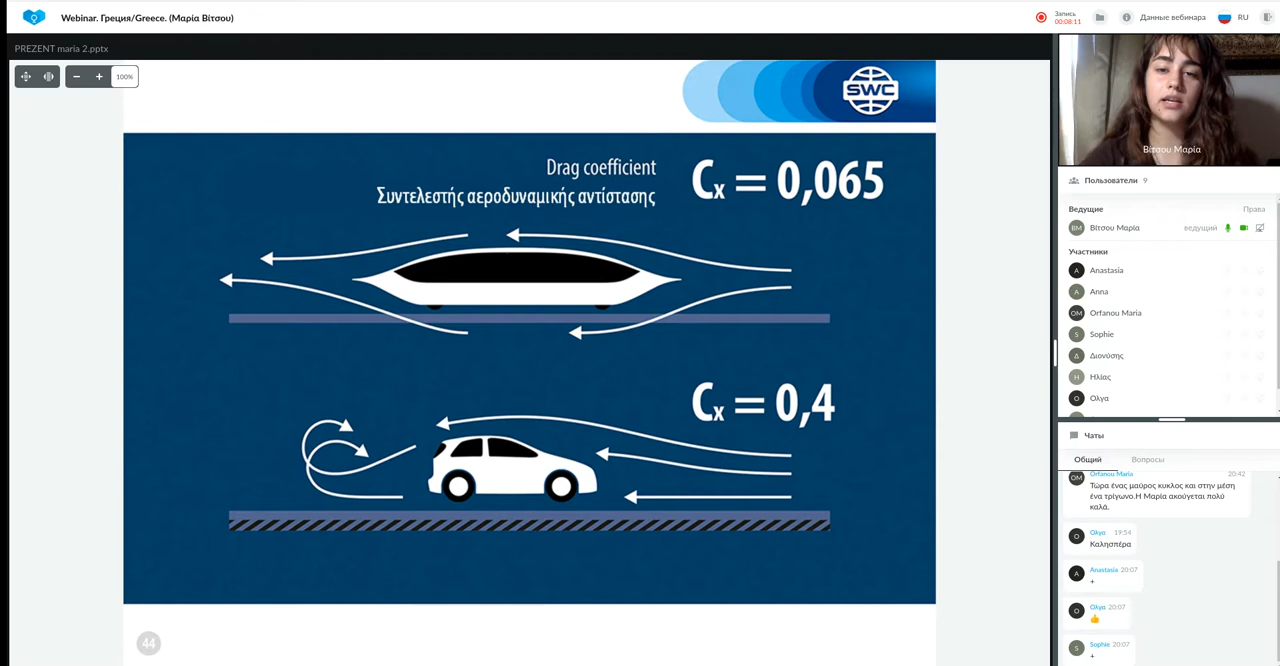 Webinar. Греция/Greece. (Μαρία Βίτσου)
Запись
00:08:11
Данные вебинара
RU
PREZENT maria 2.pptx
100%
SWC
Drag coefficient
Συντελεστής αεροδυναμικής αντίστασης
Cx = 0,065
Cx = 0,4
44
Βίτσου Μαρία
Пользователи 9
Ведущие Права
ΒΜ Βίτσου Μαρία ведущий
Участники
A Anastasia
A Anna
OM Orfanou Maria
S Sophie
Δ Διονύσης
Η Ηλίας
Ο Ολγα
Чаты
Общий Вопросы
OM Orfanou Maria 20:42
Τώρα ένας μαύρος κυκλος και στην μέση
ένα τρίγωνο.Η Μαρία ακούγεται πολύ
καλά.
Ο Ολγα 19:54
Καλησπέρα
A Anastasia 20:07
+
Ο Ολγα 20:07
👍
S Sophie 20:07
+